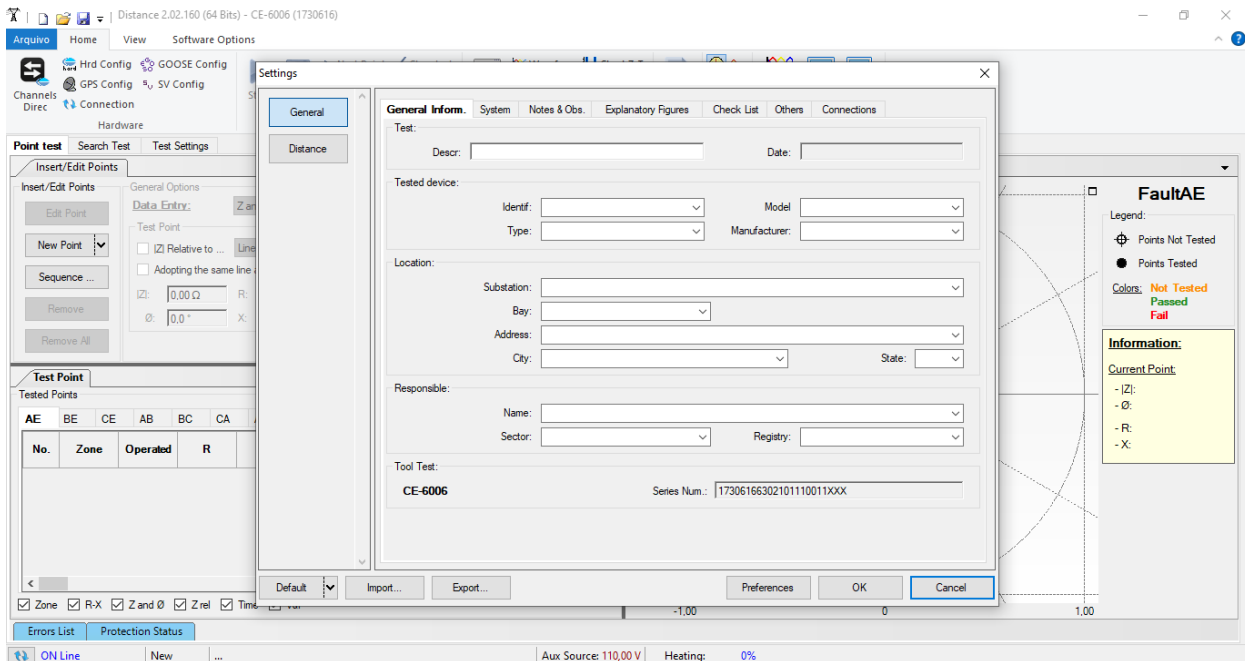 Distance 2.02.160 (64 Bits) - CE-6006 (1730616)
Arquivo Home View Software Options
Hrd Config GOOSE Config
GPS Config SV Config
Channels Direc
Connection
Hardware
Point test Search Test Test Settings
Insert/Edit Points
Insert/Edit Points
Edit Point
New Point
Sequence ...
Remove
Remove All
General Options
Data Entry:
Test Point
|Z| Relative to ... Line
Adopting the same line
|Z|: 0,00 Ω R:
Ø: 0,0 ° X:
Test Point
Tested Points
AE BE CE AB BC CA
No. Zone Operated R
Zone R-X Z and Ø Z rel Time
Errors List Protection Status
ON Line New ... Aux Source: 110,00 V Heating: 0%
Settings
General
Distance
General Inform. System Notes & Obs. Explanatory Figures Check List Others Connections
Test:
Descr: Date:
Tested device:
Identif: Model
Type: Manufacturer:
Location:
Substation:
Bay:
Address:
City: State:
Responsible:
Name:
Sector: Registry:
Tool Test:
CE-6006 Series Num.: 17306166302101110011XXX
Default Import... Export... Preferences OK Cancel
-1,00 0 1,00
FaultAE
Legend:
Points Not Tested
Points Tested
Colors: Not Tested
Passed
Fail
Information:
Current Point:
- |Z|:
- Ø:
- R:
- X: